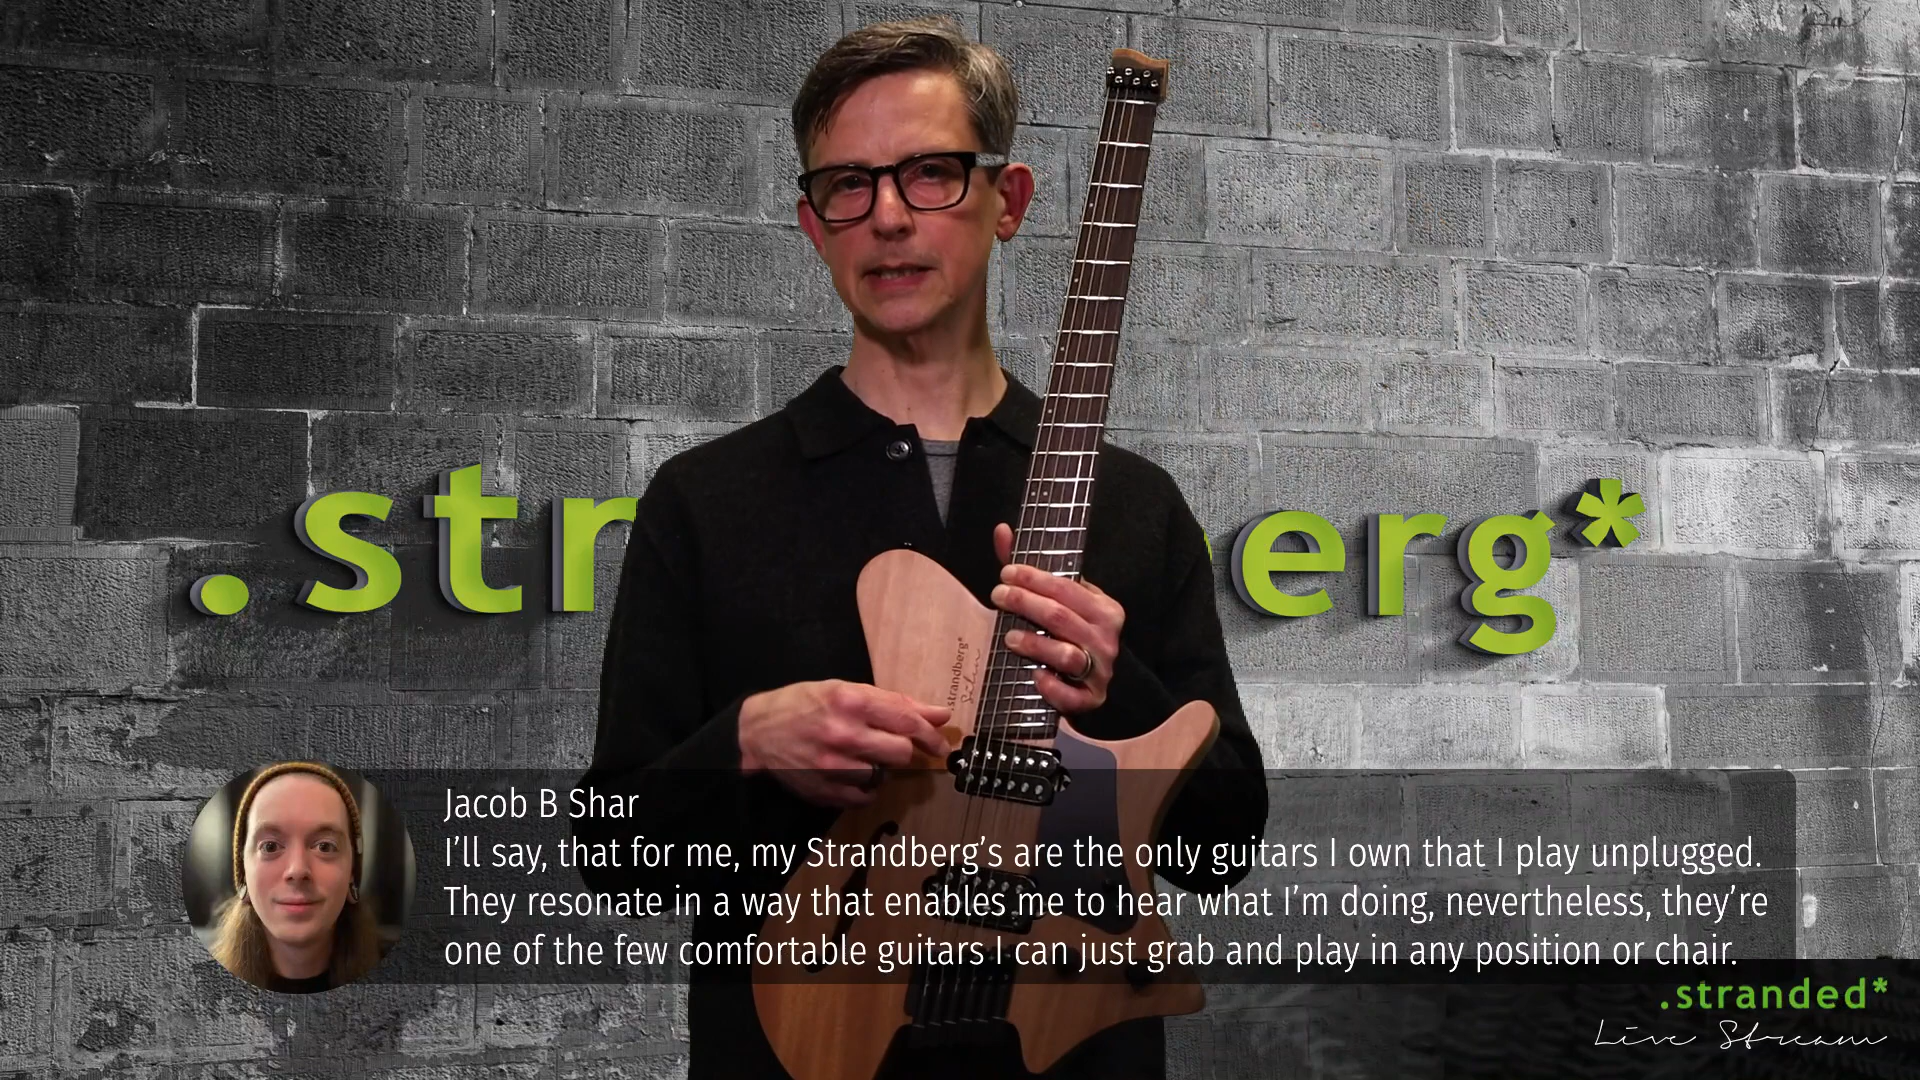 .str erg*
.strandberg*
Jacob B Shar
I'll say, that for me, my Strandberg's are the only guitars I own that I play unplugged.
They resonate in a way that enables me to hear what I'm doing, nevertheless, they're
one of the few comfortable guitars I can just grab and play in any position or chair.
.stranded*
Live Stream